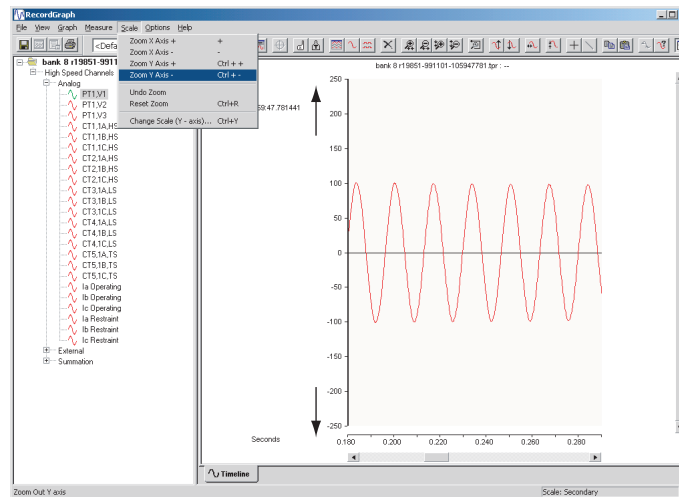 RecordGraph
File View Graph Measure Scale Options Help
<Defa
Zoom X Axis + +
Zoom X Axis - -
Zoom Y Axis + Ctrl + +
Zoom Y Axis - Ctrl + -
Undo Zoom
Reset Zoom Ctrl+R
Change Scale (Y - axis)... Ctrl+Y
bank 8 r19851-9911
High Speed Channels
Analog
PT1,V1
PT1,V2
PT1,V3
CT1,1A,HS
CT1,1B,HS
CT1,1C,HS
CT2,1A,HS
CT2,1B,HS
CT2,1C,HS
CT3,1A,LS
CT3,1B,LS
CT3,1C,LS
CT4,1A,LS
CT4,1B,LS
CT4,1C,LS
CT5,1A,TS
CT5,1B,TS
CT5,1C,TS
Ia Operating
Ib Operating
Ic Operating
Ia Restraint
Ib Restraint
Ic Restraint
External
Summation
bank 8 r19851-991101-105947781.tpr : --
59:47.781441
250
200
150
100
50
0
-50
-100
-150
-200
-250
Seconds
0.180 0.200 0.220 0.240 0.260 0.280
Timeline
Zoom Out Y axis
Scale: Secondary